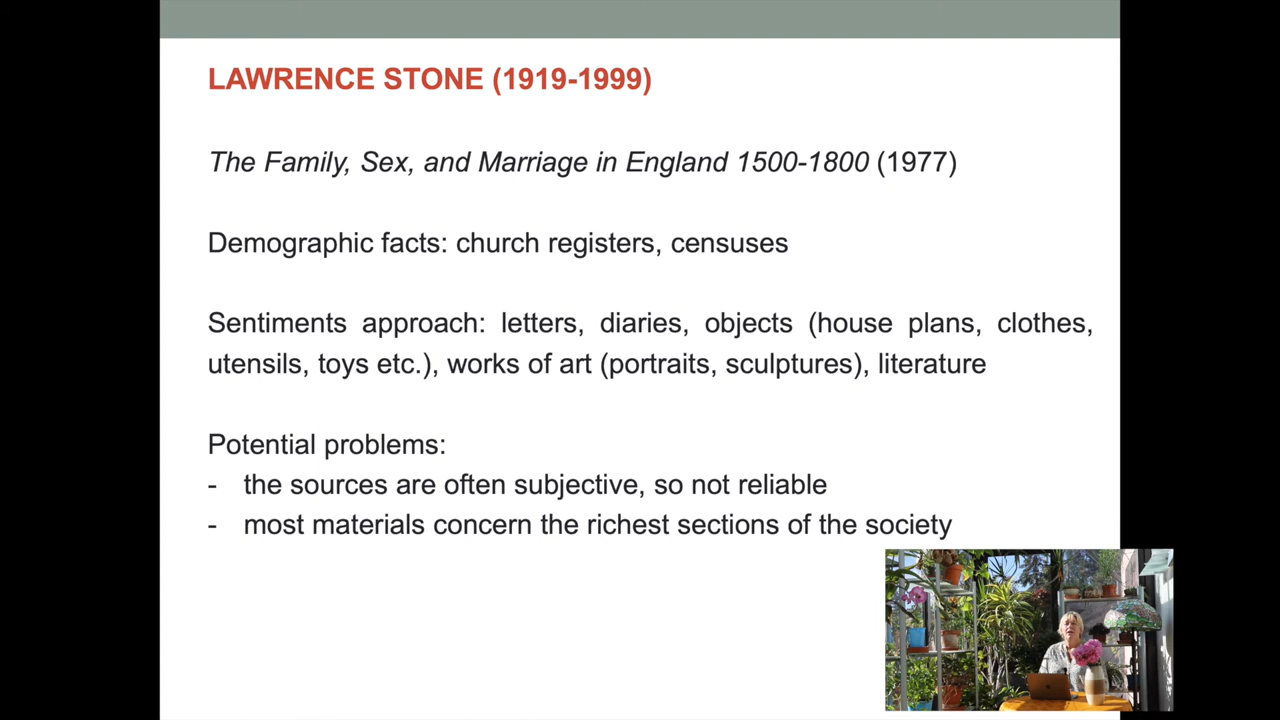 LAWRENCE STONE (1919-1999)
The Family, Sex, and Marriage in England 1500-1800 (1977)
Demographic facts: church registers, censuses
Sentiments approach: letters, diaries, objects (house plans, clothes,
utensils, toys etc.), works of art (portraits, sculptures), literature
Potential problems:
- the sources are often subjective, so not reliable
- most materials concern the richest sections of the society